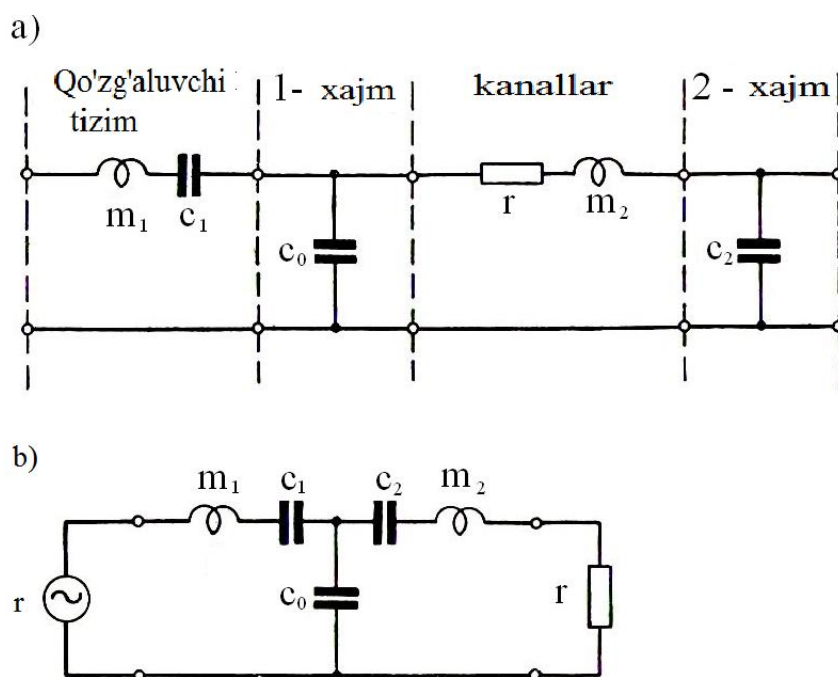 a)
Qo'zg'aluvchi
tizim
1- xajm
kanallar
2 - xajm
m₁
c₁
c₀
r
m₂
c₂
b)
m₁
c₁
c₂
m₂
r
c₀
r